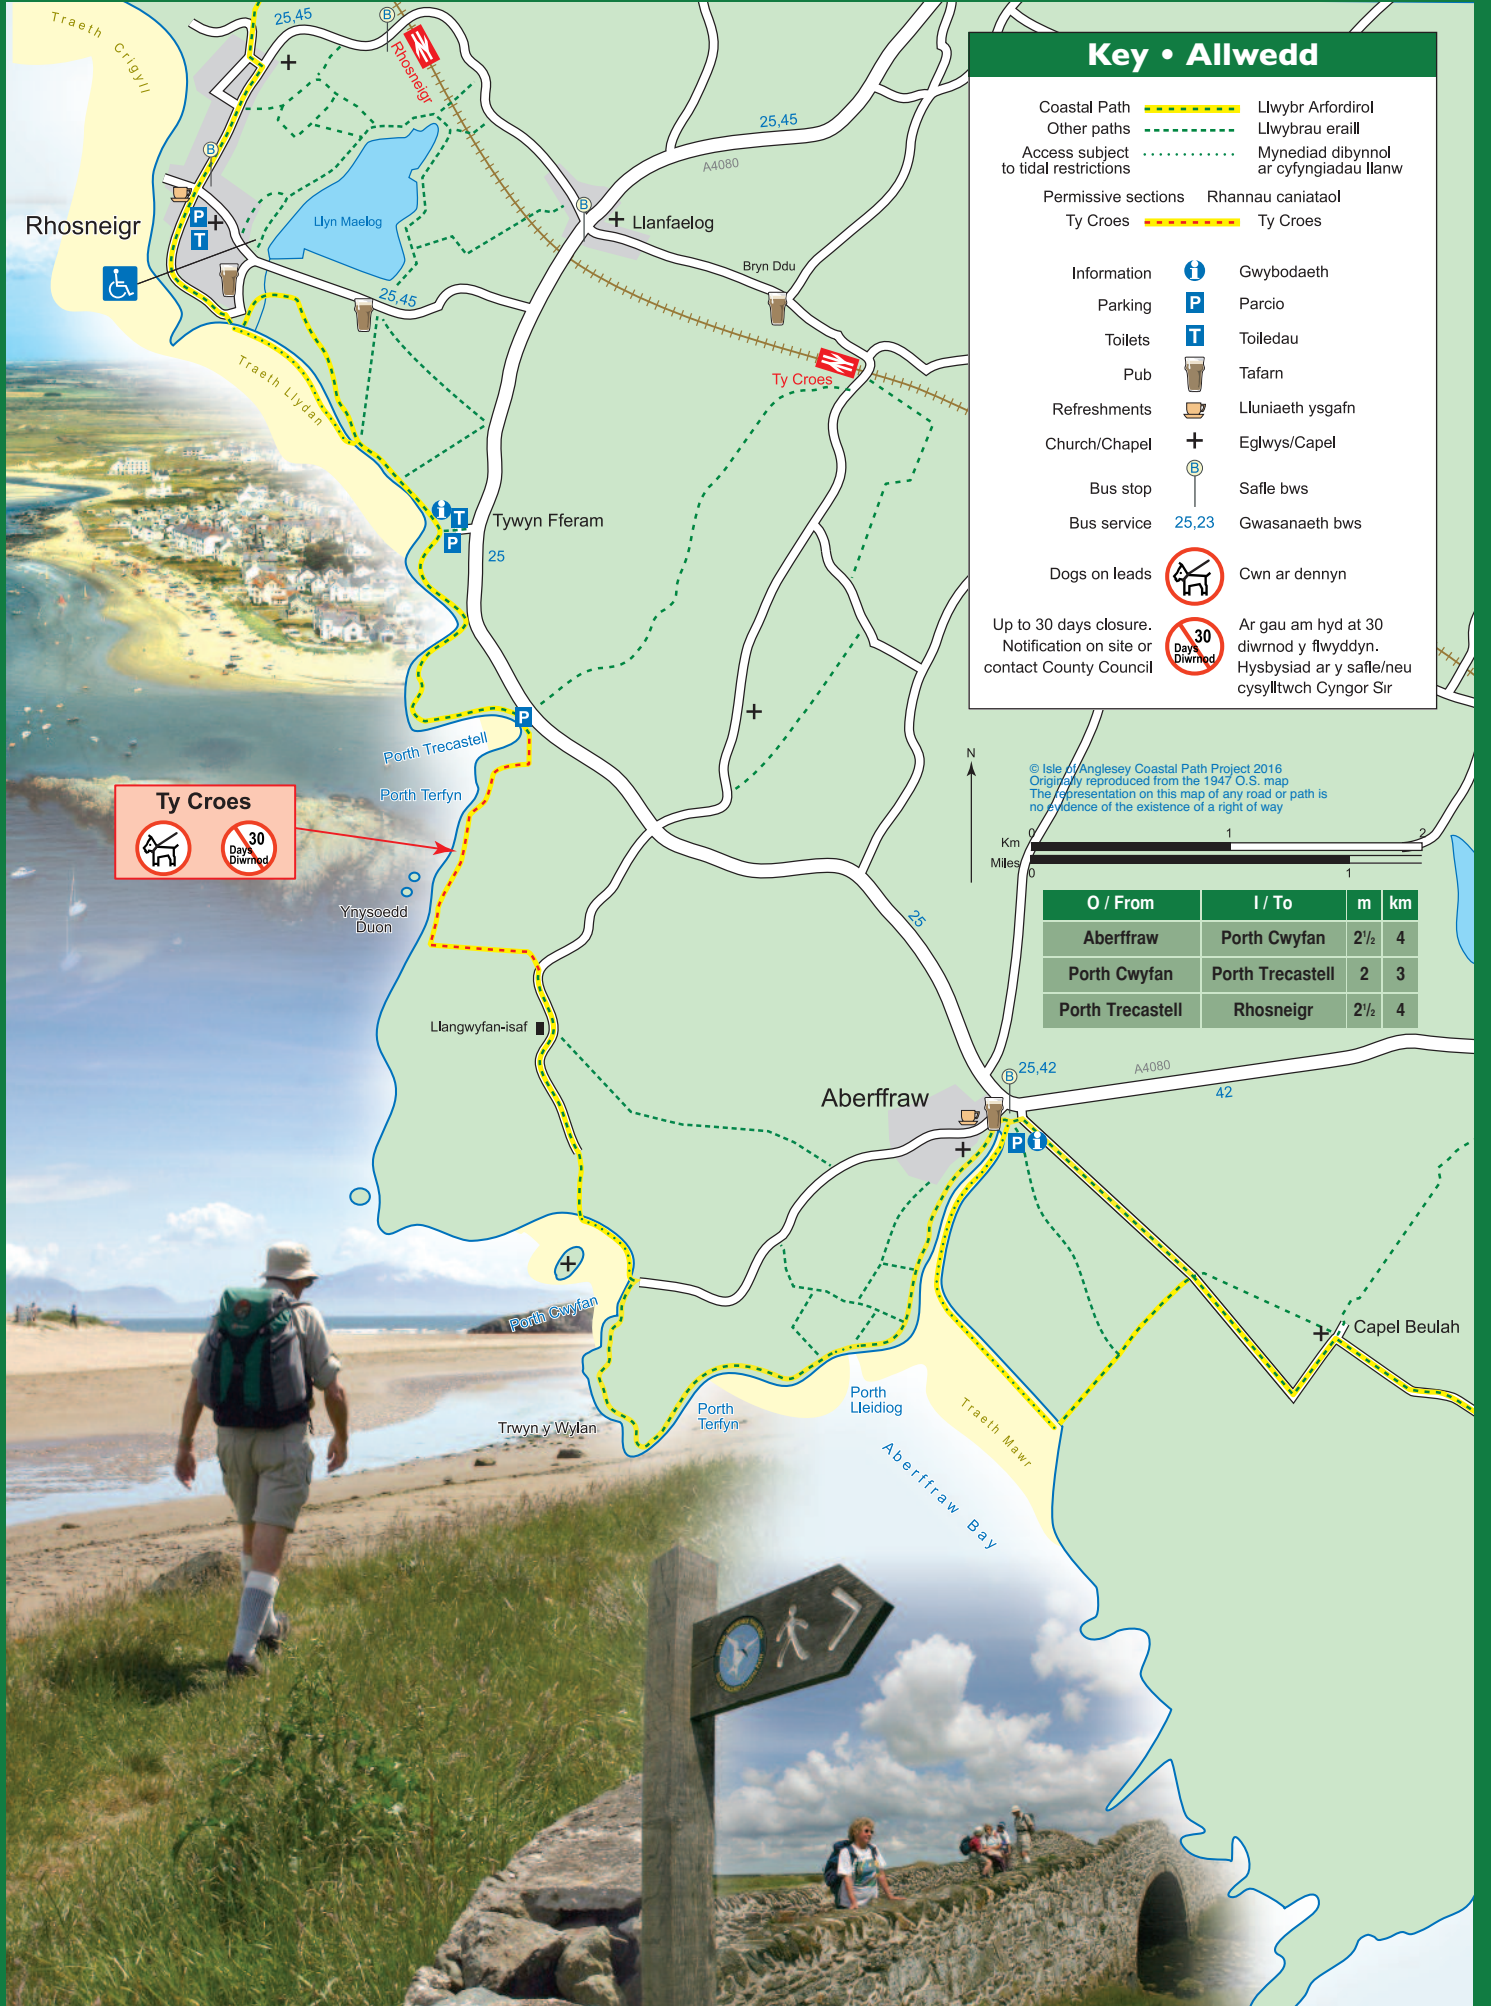 Traeth Crigyll
25,45
B
Rhosneigr
Key • Allwedd
Coastal Path Llwybr Arfordirol
Other paths Llwybrau eraill
Access subject
to tidal restrictions
Mynediad dibynnol
ar cyfyngiadau llanw
Permissive sections Rhannau caniataol
Ty Croes Ty Croes
Information i Gwybodaeth
Parking P Parcio
Toilets T Toiledau
Pub Tafarn
Refreshments Lluniaeth ysgafn
Church/Chapel Eglwys/Capel
B
Bus stop Safle bws
Bus service 25,23 Gwasanaeth bws
Dogs on leads Cwn ar dennyn
Up to 30 days closure.
Notification on site or
contact County Council
30
Days
Diwrnod
Ar gau am hyd at 30
diwrnod y flwyddyn.
Hysbysiad ar y safle/neu
cysylltwch Cyngor Sir
25,45
A4080
B
Rhosneigr
P
T
Llyn Maelog
B
Llanfaelog
Bryn Ddu
25,45
Ty Croes
Traeth Llydan
i
T
P
Tywyn Fferam
25
P
Porth Trecastell
Porth Terfyn
Ty Croes
30
Days
Diwrnod
Ynysoedd
Duon
N
© Isle of Anglesey Coastal Path Project 2016
Originally reproduced from the 1947 O.S. map
The representation on this map of any road or path is
no evidence of the existence of a right of way
0 1 2
Km
Miles
0 1
O / From I / To m km
Aberffraw Porth Cwyfan 2½ 4
Porth Cwyfan Porth Trecastell 2 3
Porth Trecastell Rhosneigr 2½ 4
25
Llangwyfan-isaf
B
25,42
A4080
42
Aberffraw
P
i
Porth Cwyfan
Capel Beulah
Trwyn y Wylan
Porth
Terfyn
Porth
Lleidiog
Traeth Mawr
Aberffraw Bay